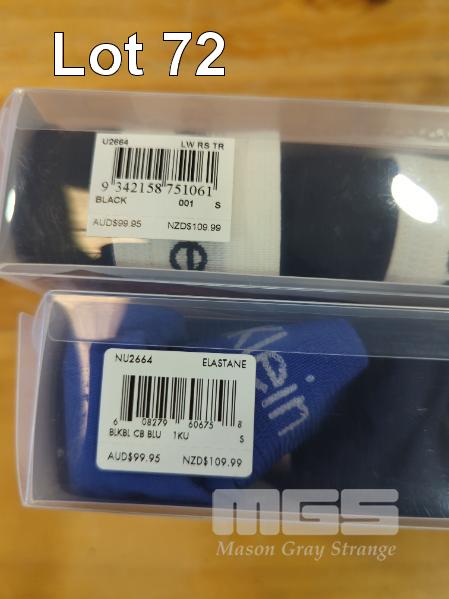 Lot 72
U2664 LW RS TR
9 342158 751061
BLACK 001 S
AUD$99.95 NZD$109.99
e
NU2664 ELASTANE
Klein
6 08279 60675 8
BLKBL CB BLU 1KU S
AUD$99.95 NZD$109.99
MGS
Mason Gray Strange